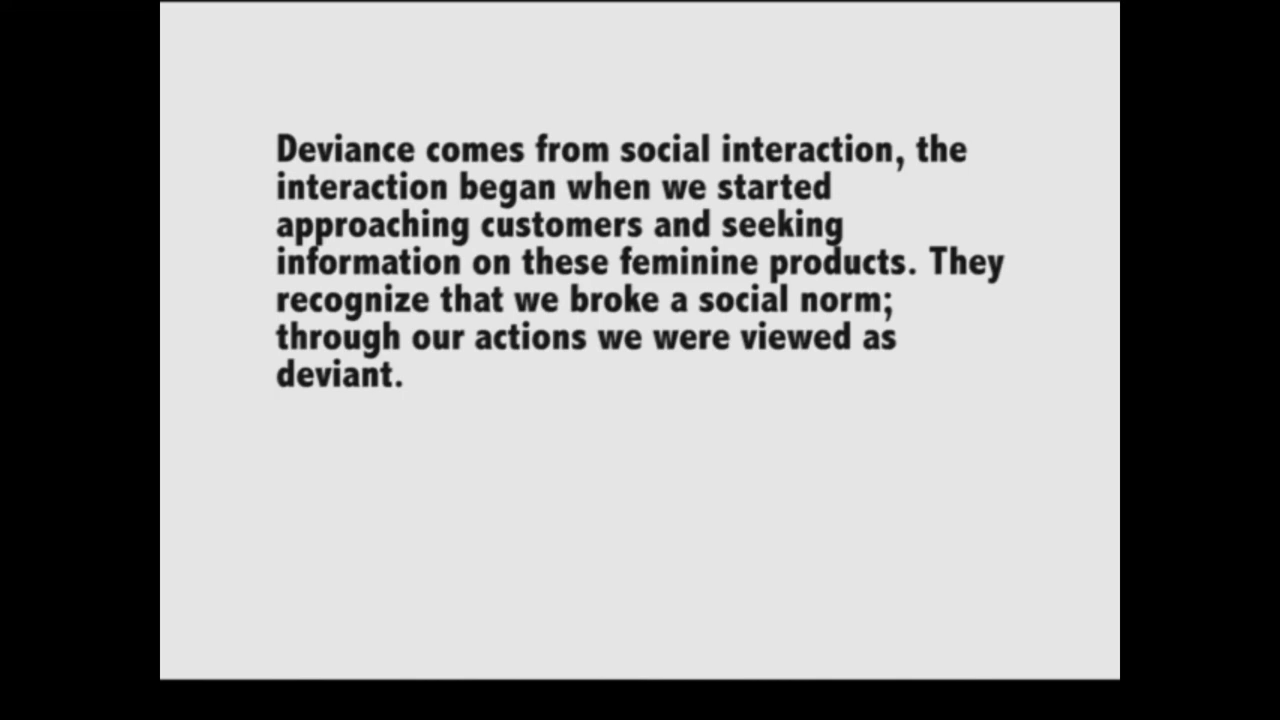 Deviance comes from social interaction, the
interaction began when we started
approaching customers and seeking
information on these feminine products. They
recognize that we broke a social norm;
through our actions we were viewed as
deviant.